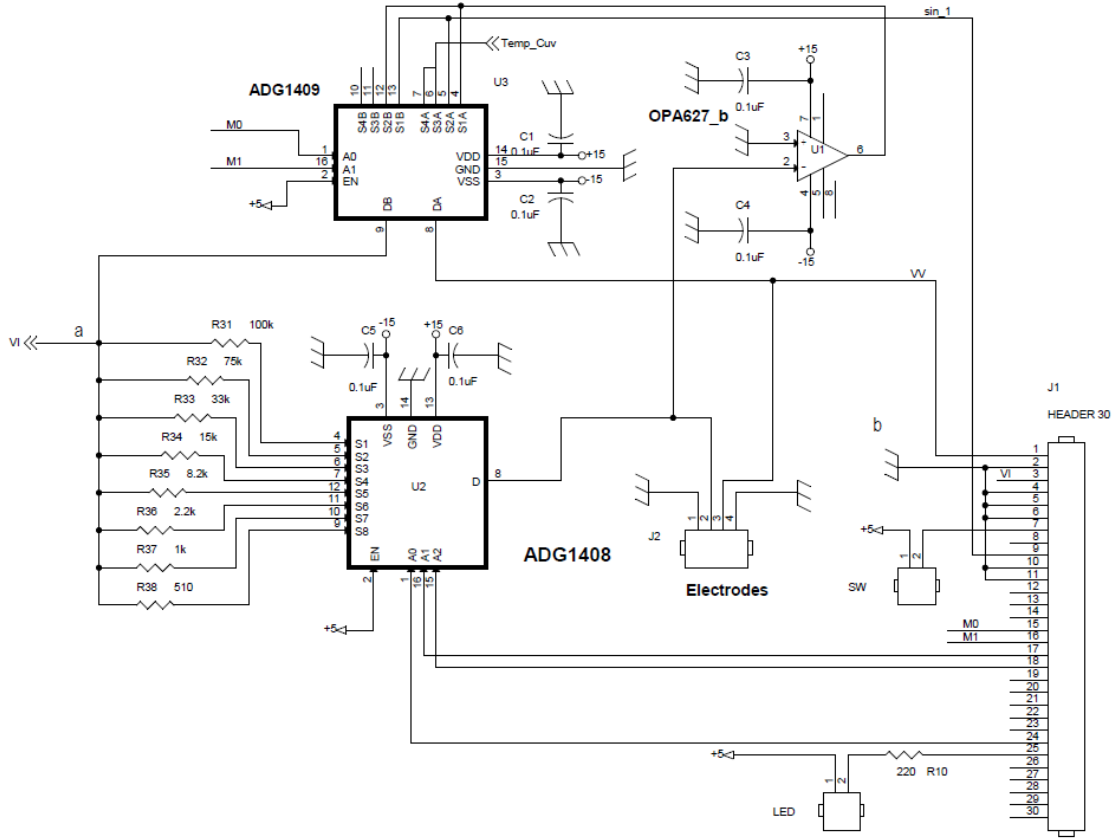 sin_1
Temp_Cuv
+15
C3
0.1uF
ADG1409
U3
10 11 12 13 7 6 5 4
S4B S3B S2B S1B S4A S3A S2A S1A
OPA627_b
7 1
M0
1 A0
M1
16 A1
2 EN
+5
VDD 14
GND 15
VSS 3
C1
0.1uF
+15
-15
C2
0.1uF
DB DA
9 8
3 +
U1
6
2 -
4 5 8
C4
0.1uF
-15
VV
VI
a
R31 100k
R32 75k
R33 33k
R34 15k
R35 8.2k
R36 2.2k
R37 1k
R38 510
C5
-15
+15
C6
0.1uF
0.1uF
3 14 13
VSS GND VDD
4 S1
5 S2
6 S3
7 S4
12 S5
11 S6
10 S7
9 S8
U2
D 8
EN A0 A1 A2
2 1 16 15
+5
ADG1408
b
J1
HEADER 30
VI
1
2
3
4
5
6
7
8
9
10
11
12
13
14
15
16
17
18
19
20
21
22
23
24
25
26
27
28
29
30
1 2 3 4
J2
Electrodes
+5
1 2
SW
M0
M1
+5
1 2
LED
220 R10